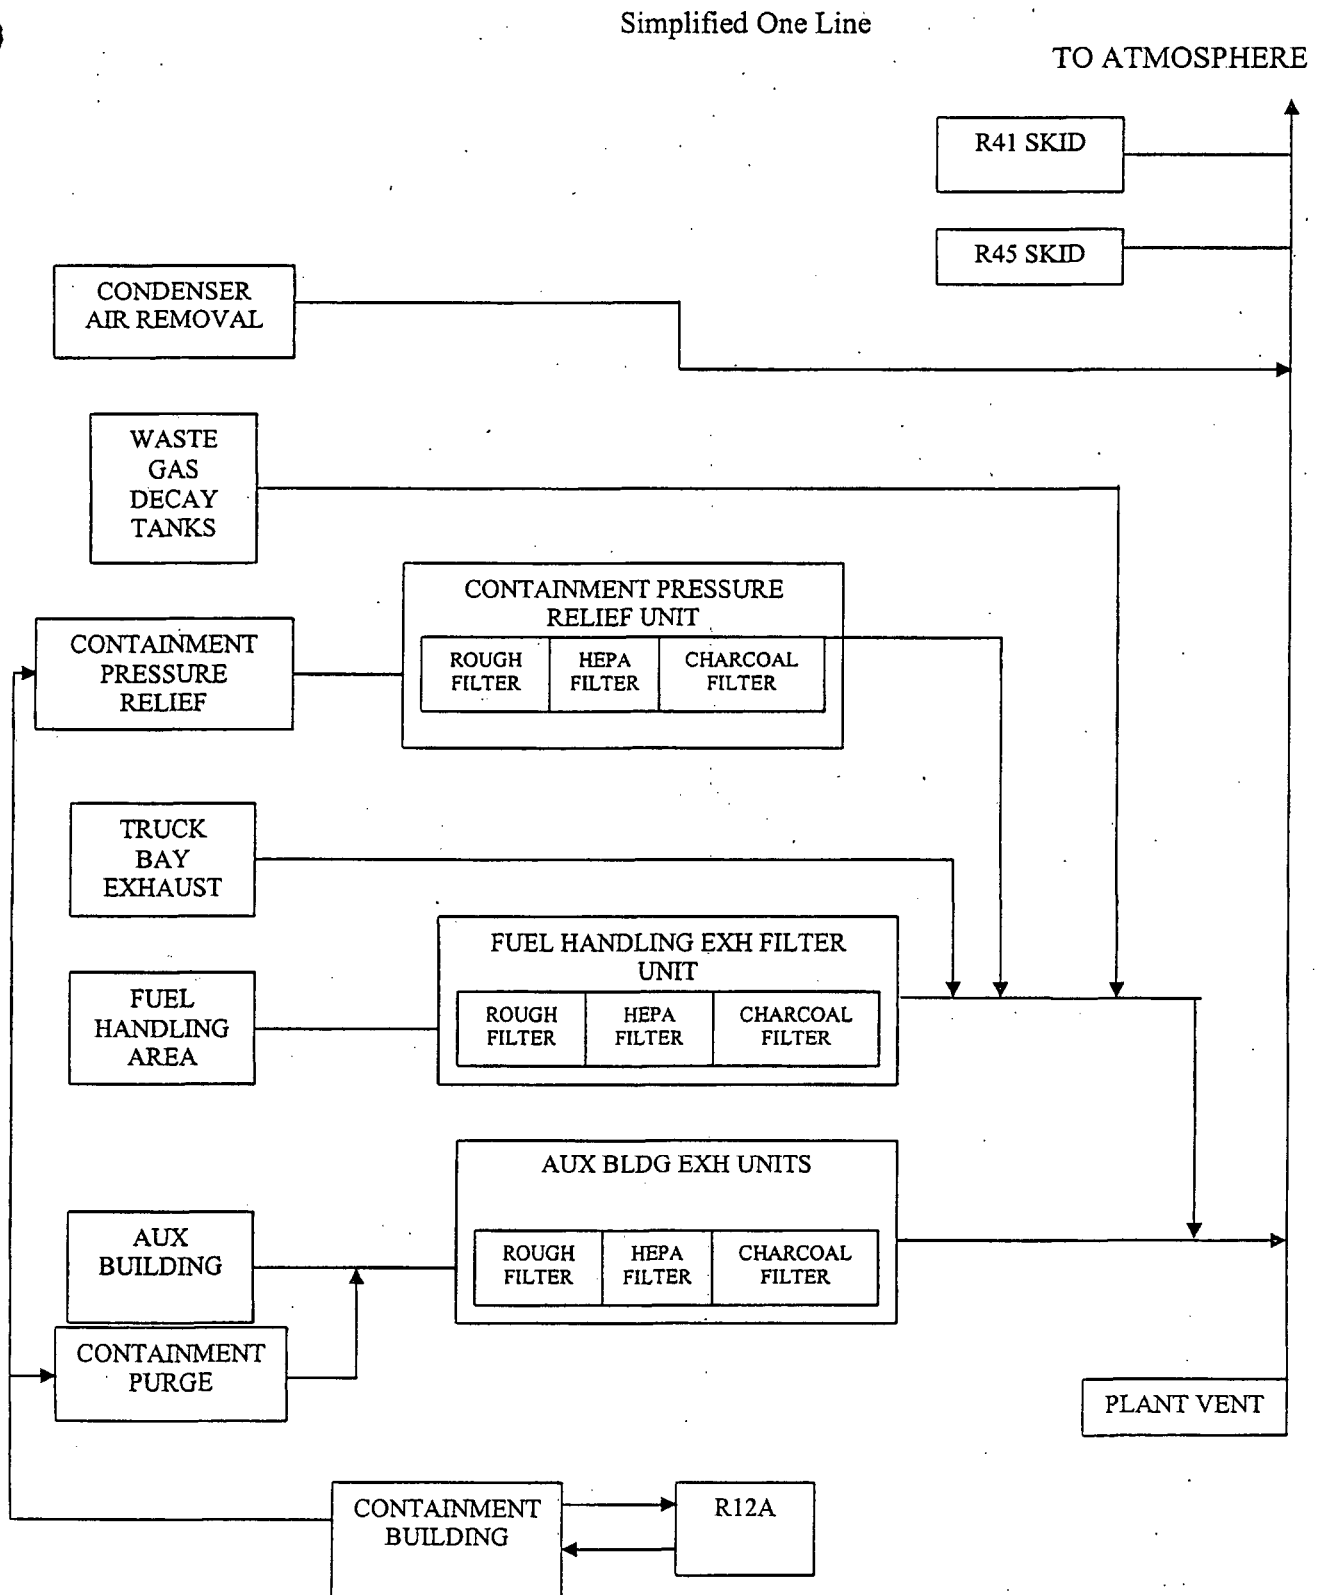 Simplified One Line
TO ATMOSPHERE
R41 SKID
R45 SKID
CONDENSER
AIR REMOVAL
WASTE
GAS
DECAY
TANKS
CONTAINMENT PRESSURE
RELIEF UNIT
CONTAINMENT
PRESSURE
RELIEF
ROUGH
FILTER
HEPA
FILTER
CHARCOAL
FILTER
TRUCK
BAY
EXHAUST
FUEL HANDLING EXH FILTER
UNIT
FUEL
HANDLING
AREA
ROUGH
FILTER
HEPA
FILTER
CHARCOAL
FILTER
AUX BLDG EXH UNITS
AUX
BUILDING
ROUGH
FILTER
HEPA
FILTER
CHARCOAL
FILTER
CONTAINMENT
PURGE
PLANT VENT
CONTAINMENT
BUILDING
R12A